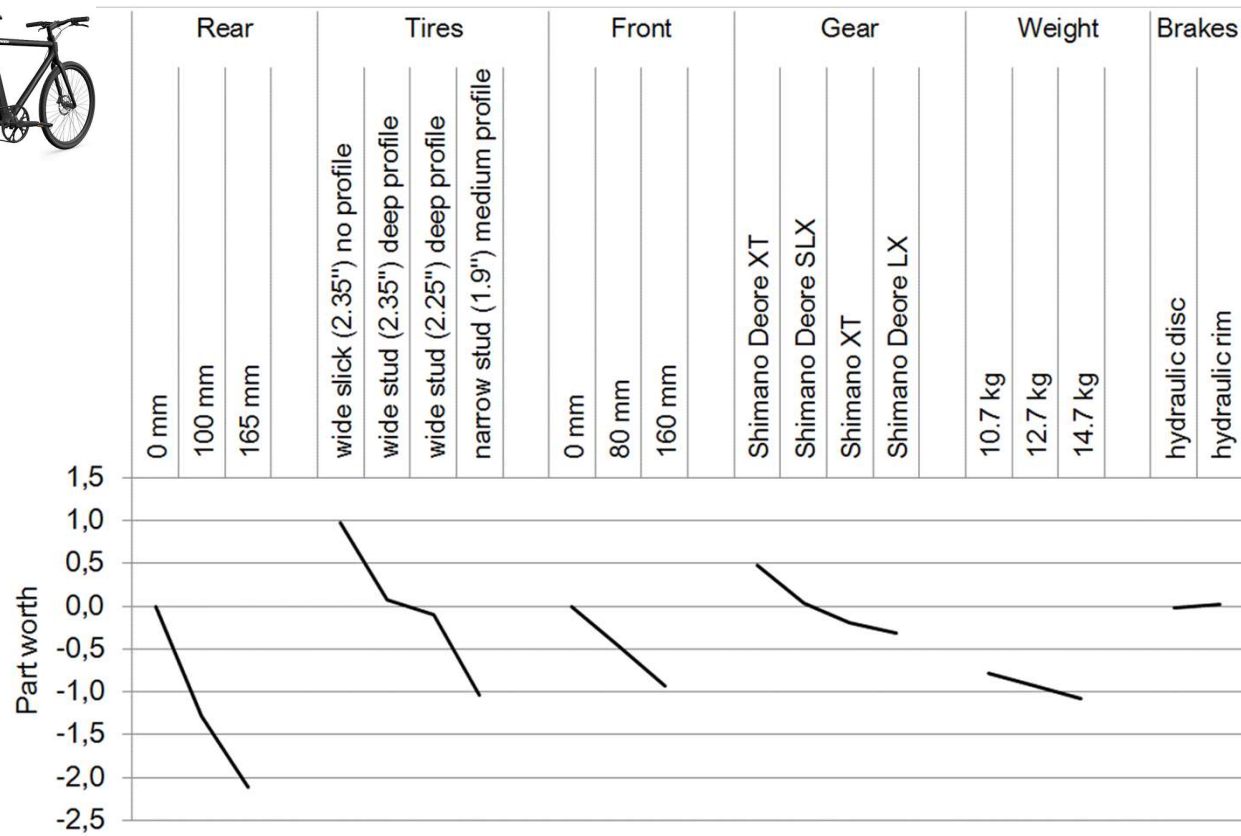 Rear
Tires
Front
Gear
Weight
Brakes
0 mm
100 mm
165 mm
wide slick (2.35") no profile
wide stud (2.35") deep profile
wide stud (2.25") deep profile
narrow stud (1.9") medium profile
0 mm
80 mm
160 mm
Shimano Deore XT
Shimano Deore SLX
Shimano XT
Shimano Deore LX
10.7 kg
12.7 kg
14.7 kg
hydraulic disc
hydraulic rim
Part worth
1,5
1,0
0,5
0,0
-0,5
-1,0
-1,5
-2,0
-2,5